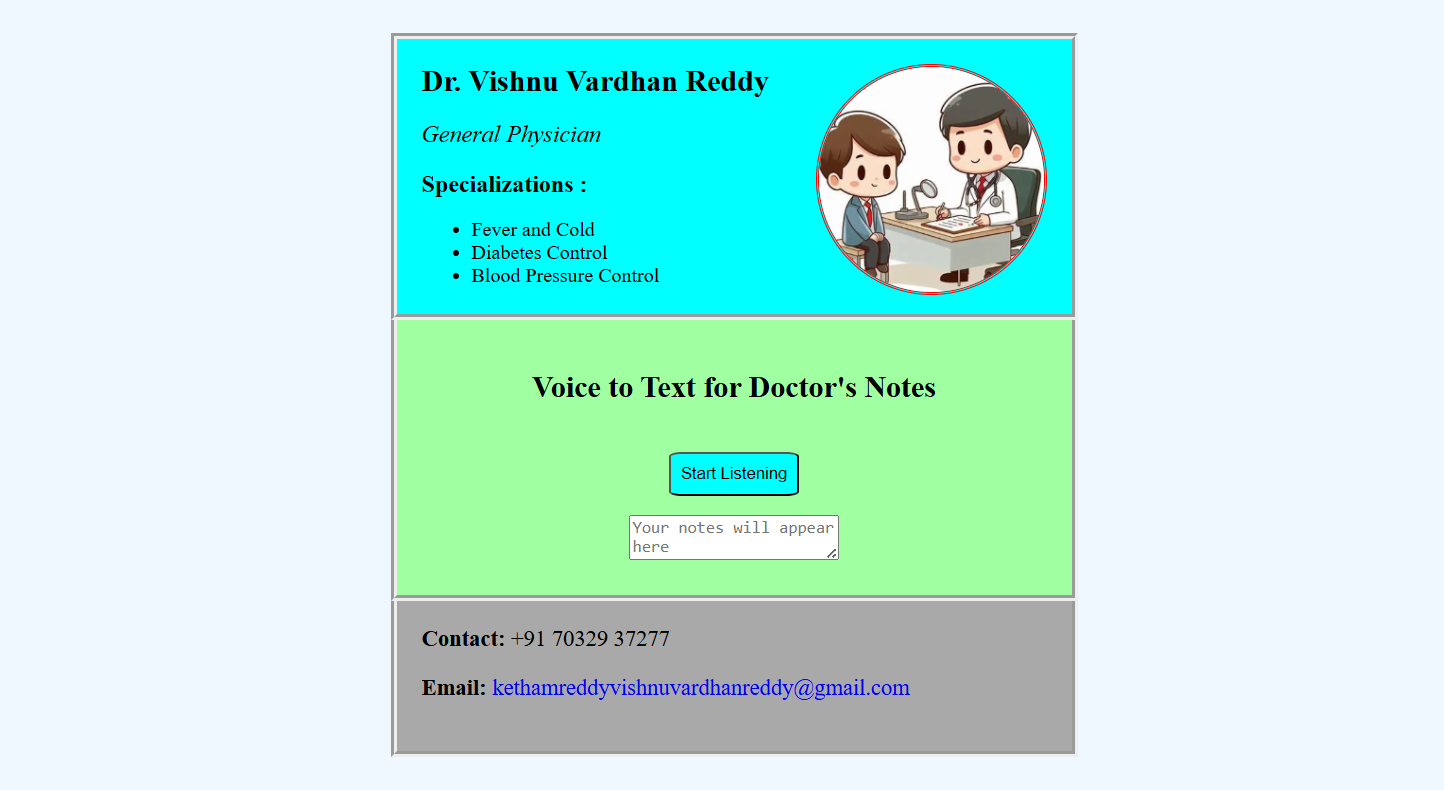 Dr. Vishnu Vardhan Reddy
General Physician
Specializations :
• Fever and Cold
• Diabetes Control
• Blood Pressure Control
Voice to Text for Doctor's Notes
Start Listening
Your notes will appear
here
Contact: +91 70329 37277
Email: kethamreddyvishnuvardhanreddy@gmail.com